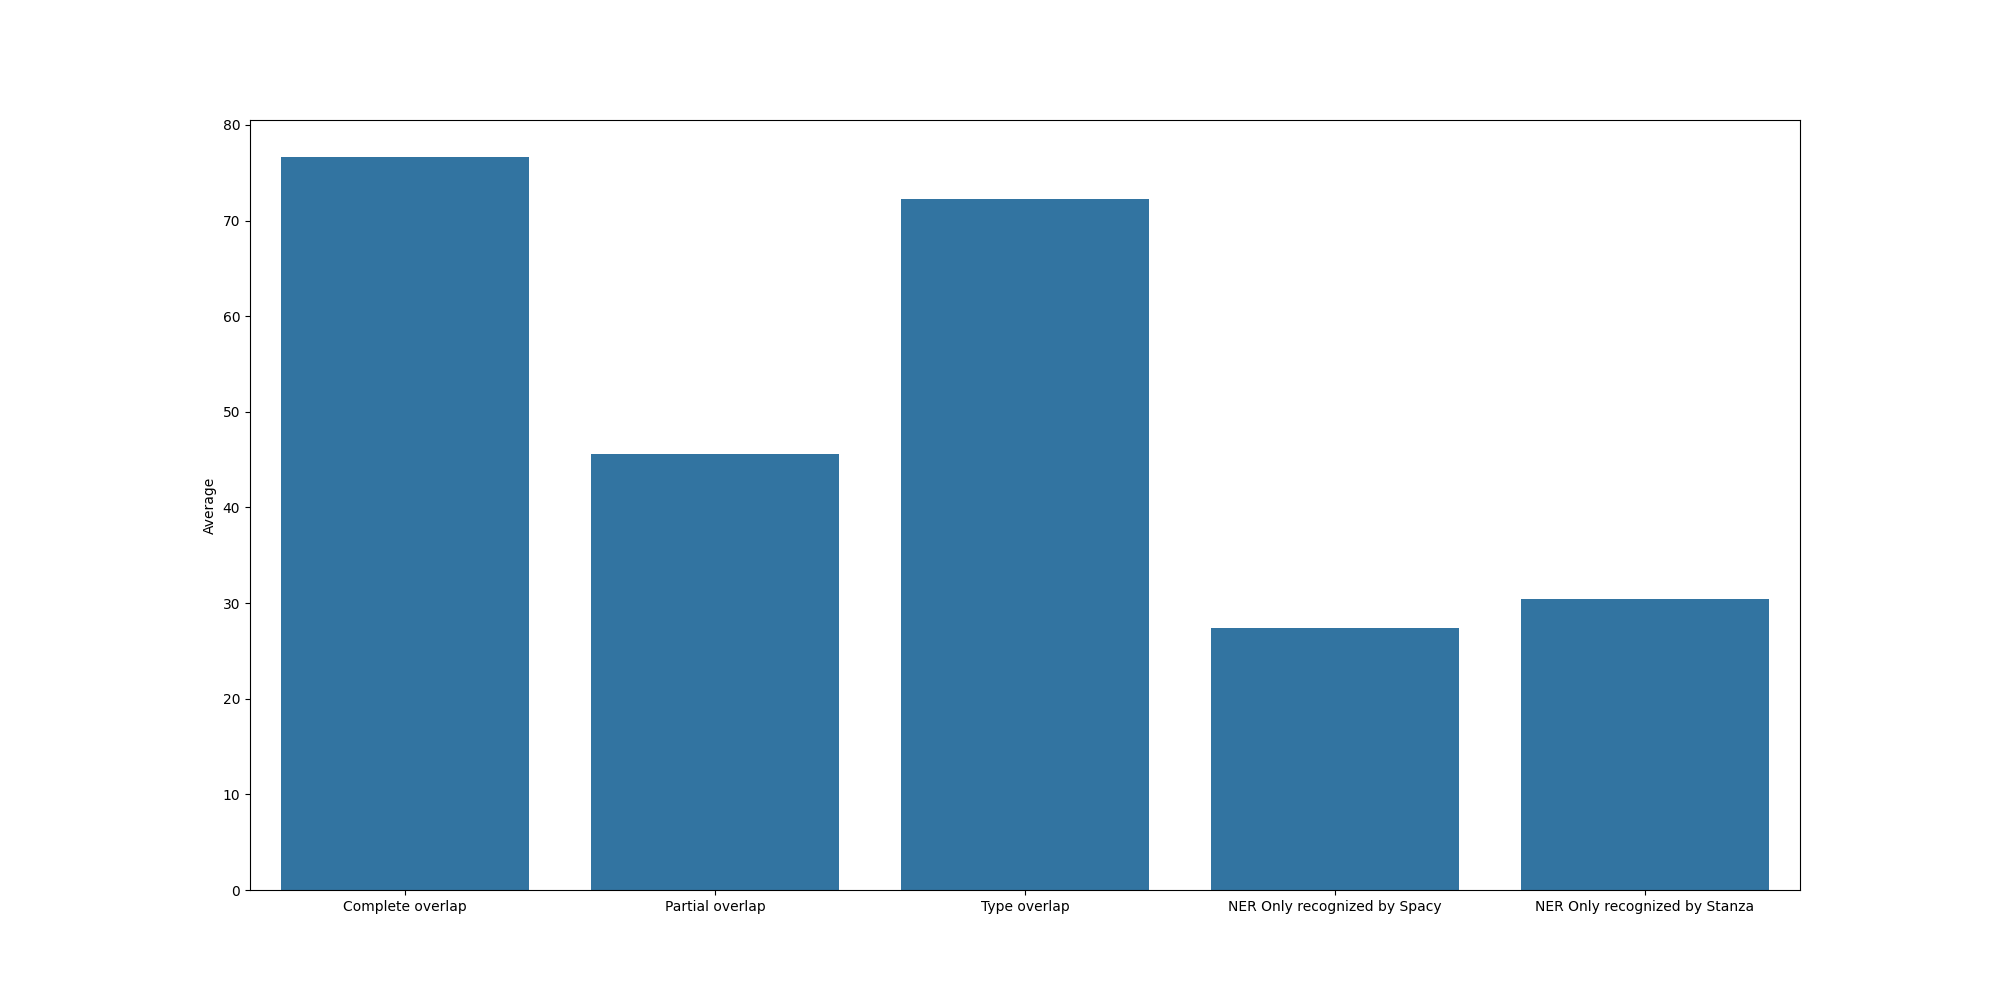 80
70
60
50
40
30
20
10
0
Average
Complete overlap
Partial overlap
Type overlap
NER Only recognized by Spacy
NER Only recognized by Stanza